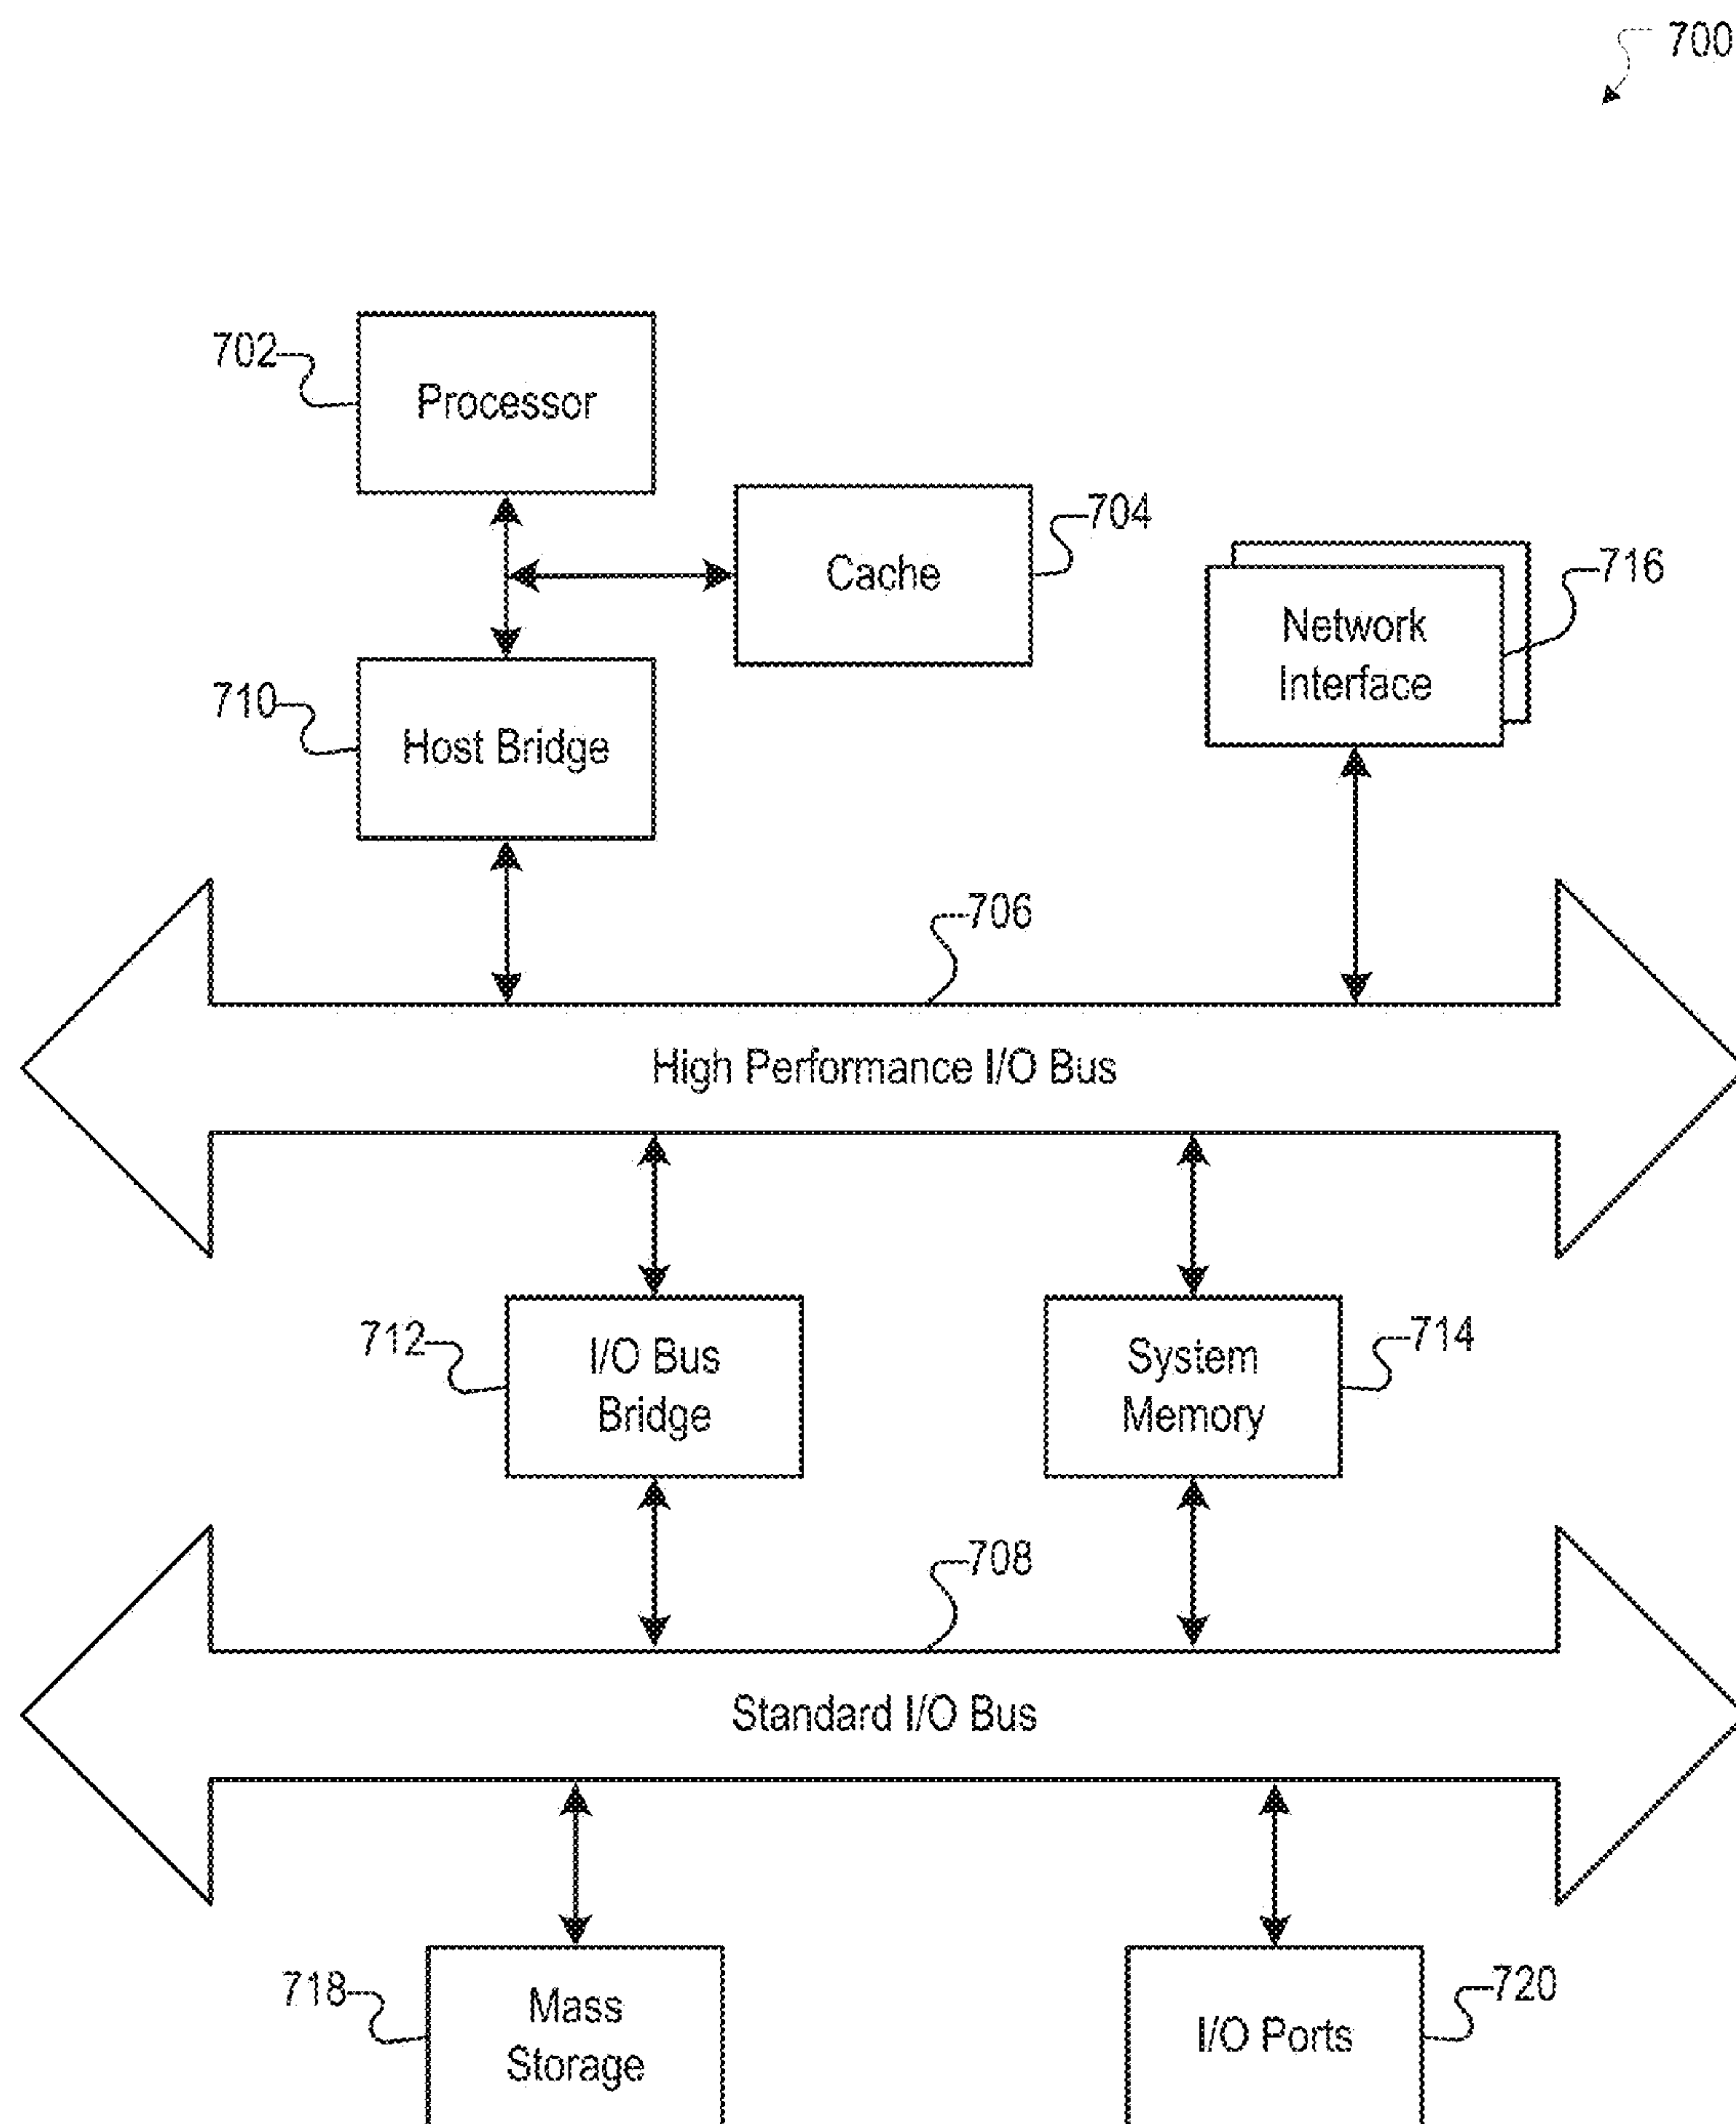 700
702
Processor
704
Cache
716
Network
Interface
710
Host Bridge
706
High Performance I/O Bus
712
I/O Bus
Bridge
System
Memory
714
708
Standard I/O Bus
718
Mass
Storage
I/O Ports
720